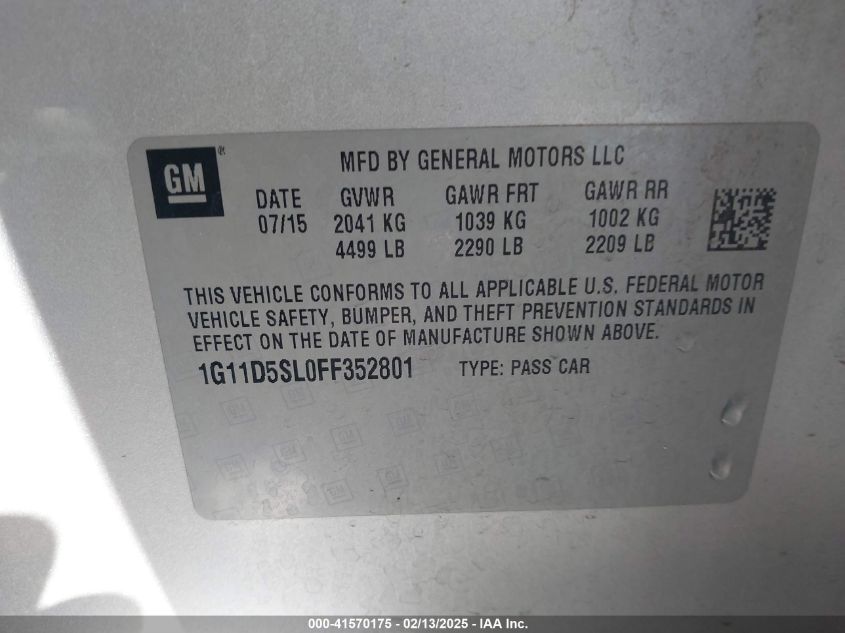 GM
MFD BY GENERAL MOTORS LLC
DATE GVWR GAWR FRT GAWR RR
07/15 2041 KG 1039 KG 1002 KG
4499 LB 2290 LB 2209 LB
THIS VEHICLE CONFORMS TO ALL APPLICABLE U.S. FEDERAL MOTOR
VEHICLE SAFETY, BUMPER, AND THEFT PREVENTION STANDARDS IN
EFFECT ON THE DATE OF MANUFACTURE SHOWN ABOVE.
1G11D5SL0FF352801 TYPE: PASS CAR
000-41570175 - 02/13/2025 - IAA Inc.